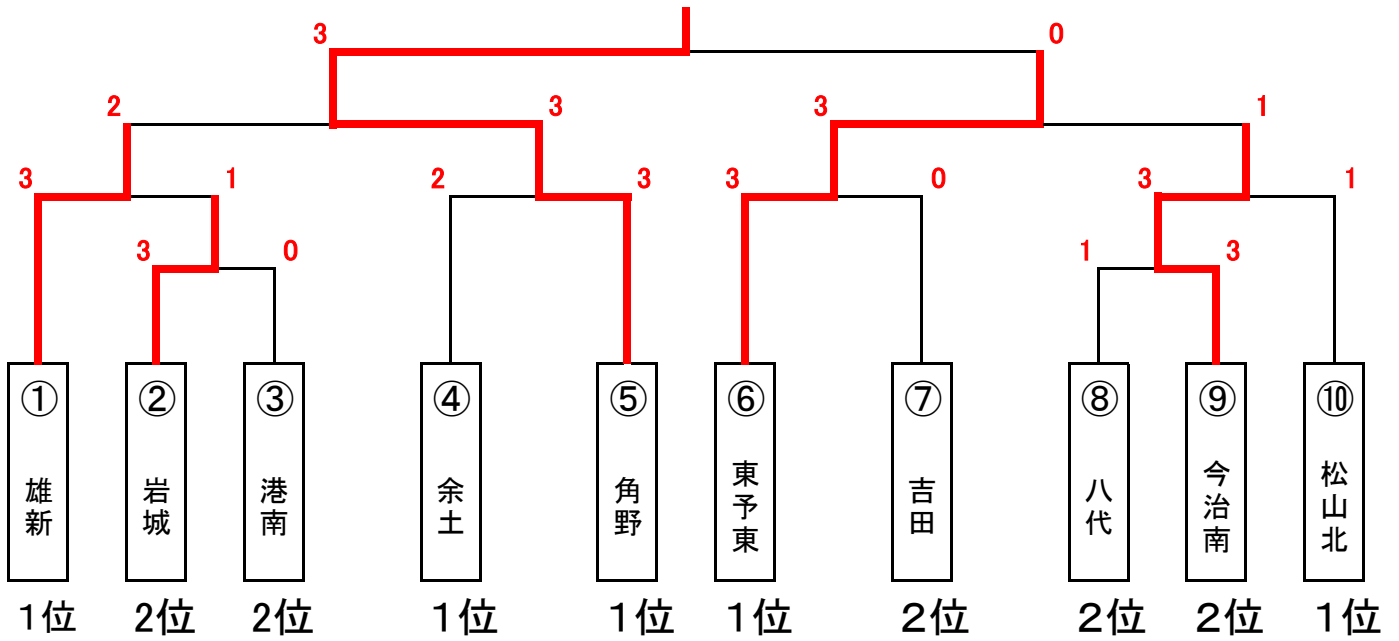 3 0
2 3 3 1
3 1 2 3 3 0 3 1
3 0 1 3
① ② ③ ④ ⑤ ⑥ ⑦ ⑧ ⑨ ⑩
雄新
岩城
港南
余土
角野
東予東
吉田
八代
今治南
松山北
1位 2位 2位 1位 1位 1位 2位 2位 2位 1位